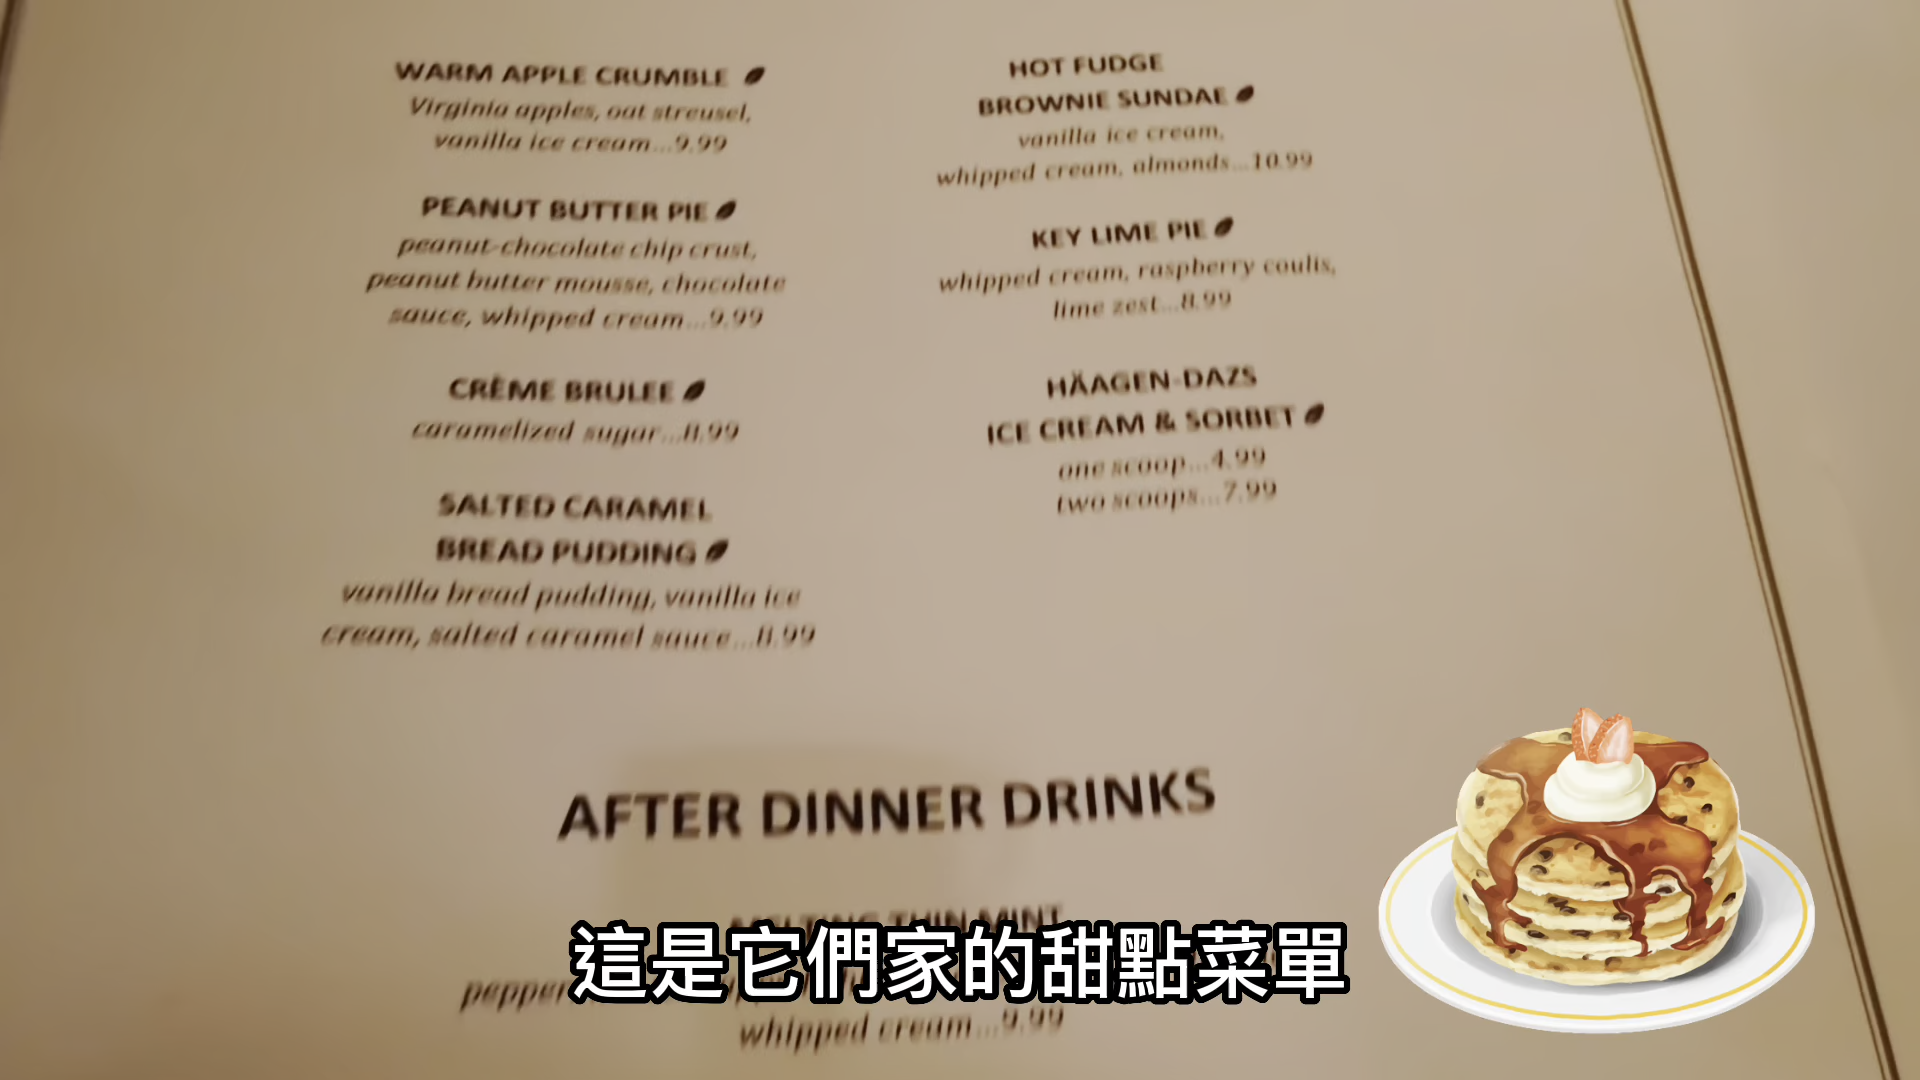 WARM APPLE CRUMBLE
Virginia apples, oat streusel,
vanilla ice cream...9.99
PEANUT BUTTER PIE
peanut-chocolate chip crust,
peanut butter mousse, chocolate
sauce, whipped cream...9.99
CRÈME BRULEE
caramelized sugar...8.99
SALTED CARAMEL
BREAD PUDDING
vanilla bread pudding, vanilla ice
cream, salted caramel sauce...8.99
HOT FUDGE
BROWNIE SUNDAE
vanilla ice cream,
whipped cream, almonds...10.99
KEY LIME PIE
whipped cream, raspberry coulis,
lime zest...8.99
HÄAGEN-DAZS
ICE CREAM & SORBET
one scoop...4.99
two scoops...7.99
AFTER DINNER DRINKS
MELTING THIN MINT
whipped cream...9.99
這是它們家的甜點菜單